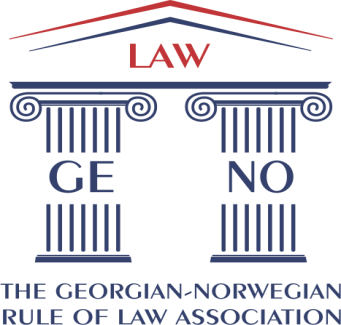 LAW
GE NO
THE GEORGIAN-NORWEGIAN
RULE OF LAW ASSOCIATION